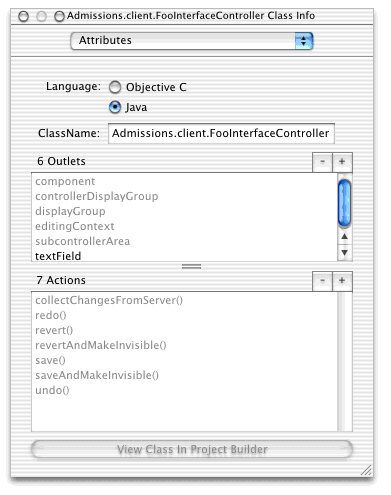 Admissions.client.FooInterfaceController Class Info
Attributes
Language: Objective C
Java
ClassName: Admissions.client.FooInterfaceController
6 Outlets - +
component
controllerDisplayGroup
displayGroup
editingContext
subcontrollerArea
textField
7 Actions - +
collectChangesFromServer()
redo()
revert()
revertAndMakeInvisible()
save()
saveAndMakeInvisible()
undo()
View Class In Project Builder